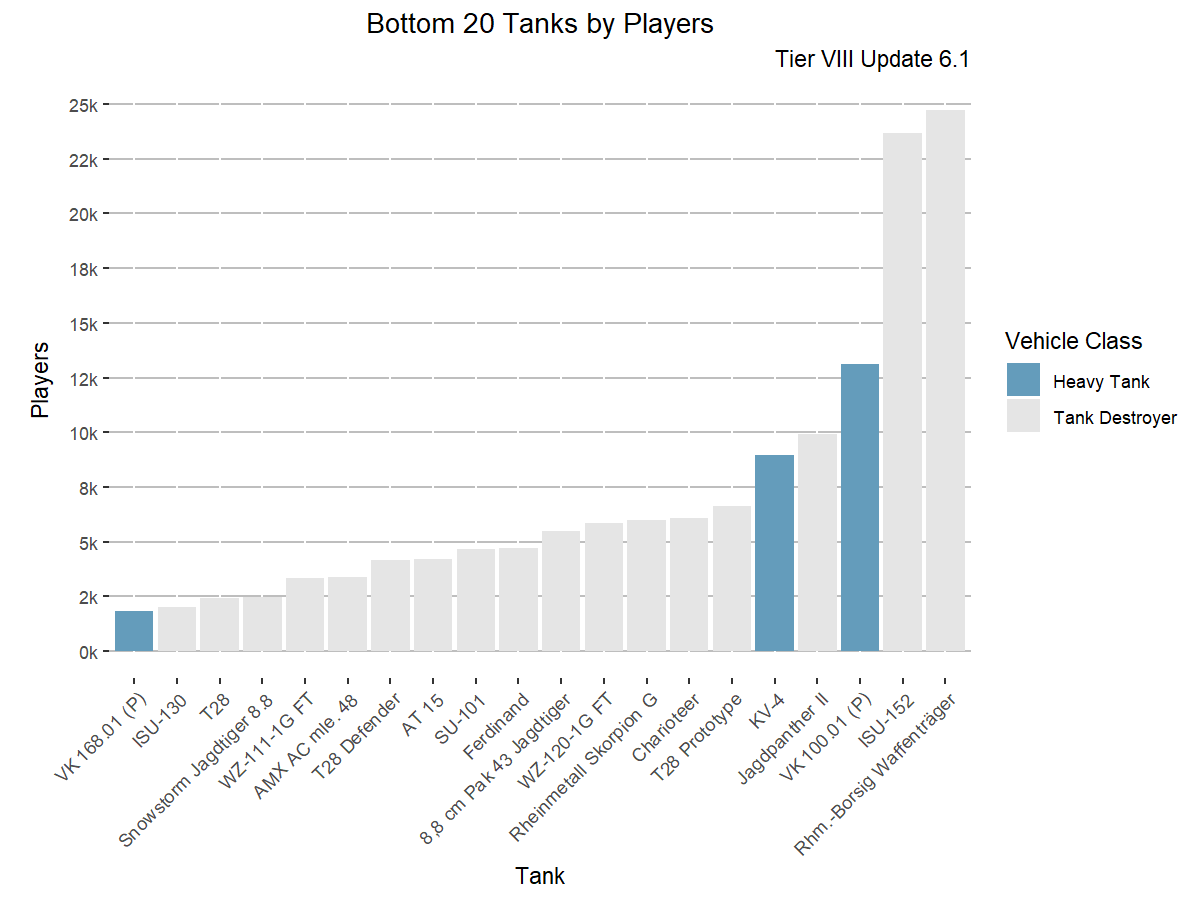 Bottom 20 Tanks by Players
Tier VIII Update 6.1
25k
22k
20k
18k
15k
12k
10k
8k
5k
2k
0k
Players
VK 168.01 (P)
ISU-130
T28
Snowstorm Jagdtiger 8.8
WZ-111-1G FT
AMX AC mle. 48
T28 Defender
AT 15
SU-101
Ferdinand
8,8 cm Pak 43 Jagdtiger
WZ-120-1G FT
Rheinmetall Skorpion G
Charioteer
T28 Prototype
KV-4
Jagdpanther II
VK 100.01 (P)
ISU-152
Rhm.-Borsig Waffenträger
Tank
Vehicle Class
Heavy Tank
Tank Destroyer